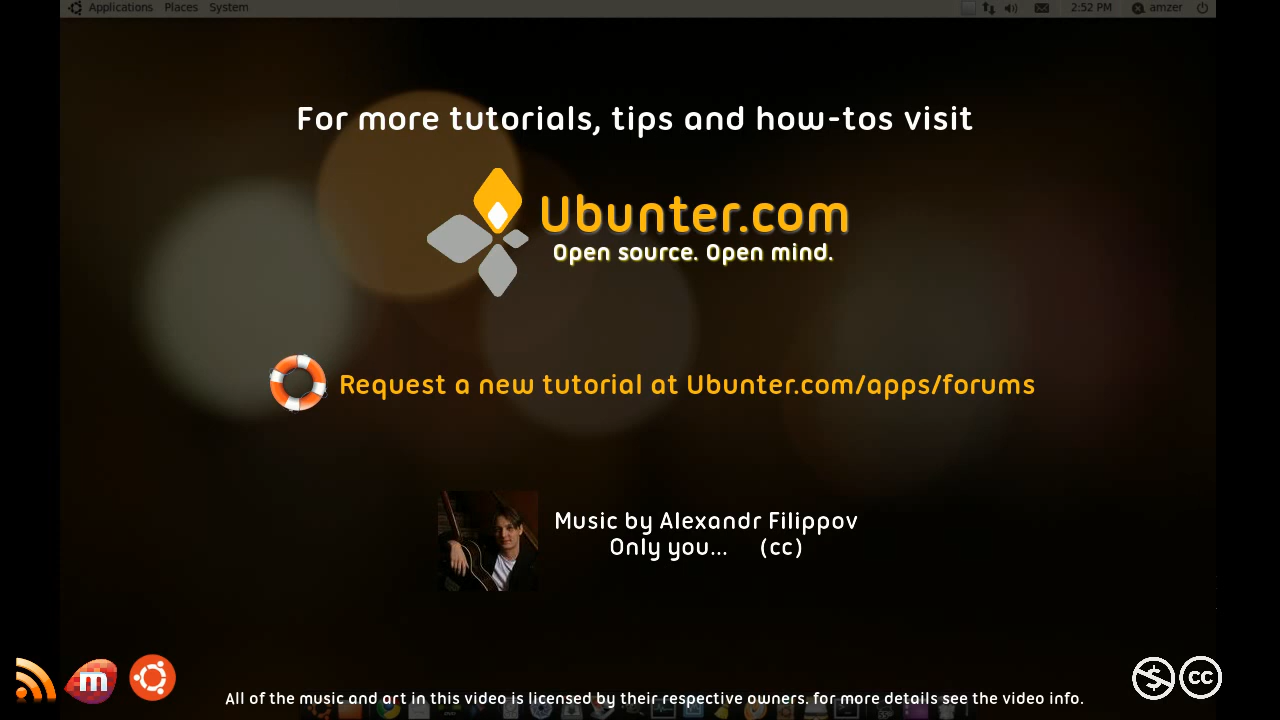 Applications Places System 2:52 PM amzer
For more tutorials, tips and how-tos visit
Ubunter.com
Open source. Open mind.
Request a new tutorial at Ubunter.com/apps/forums
Music by Alexandr Filippov
Only you... (cc)
m
cc
All of the music and art in this video is licensed by their respective owners. for more details see the video info.